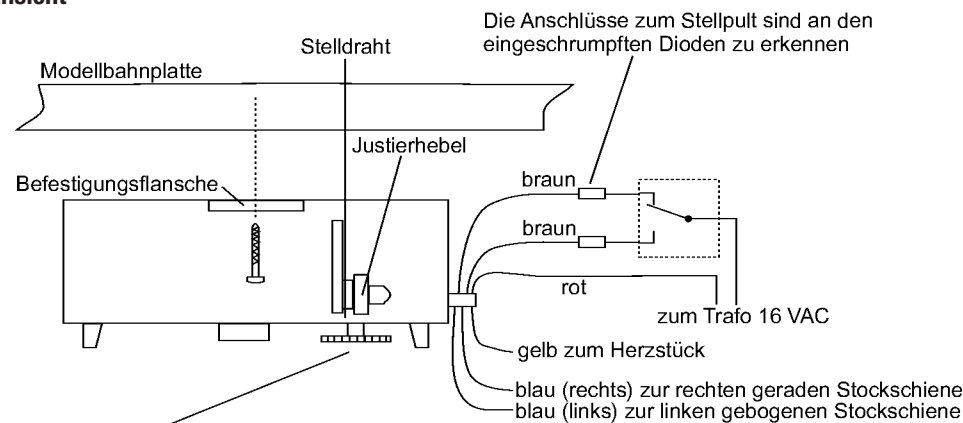 Die Anschlüsse zum Stellpult sind an den
eingeschrumpften Dioden zu erkennen
Stelldraht
Modellbahnplatte
Justierhebel
Befestigungsflansche
braun
braun
rot
zum Trafo 16 VAC
gelb zum Herzstück
blau (rechts) zur rechten geraden Stockschiene
blau (links) zur linken gebogenen Stockschiene